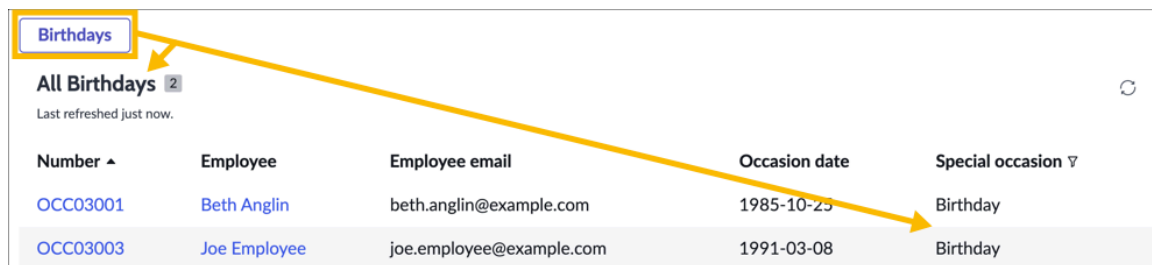 Birthdays
All Birthdays 2
Last refreshed just now.
Number Employee Employee email Occasion date Special occasion
OCC03001 Beth Anglin beth.anglin@example.com 1985-10-25 Birthday
OCC03003 Joe Employee joe.employee@example.com 1991-03-08 Birthday